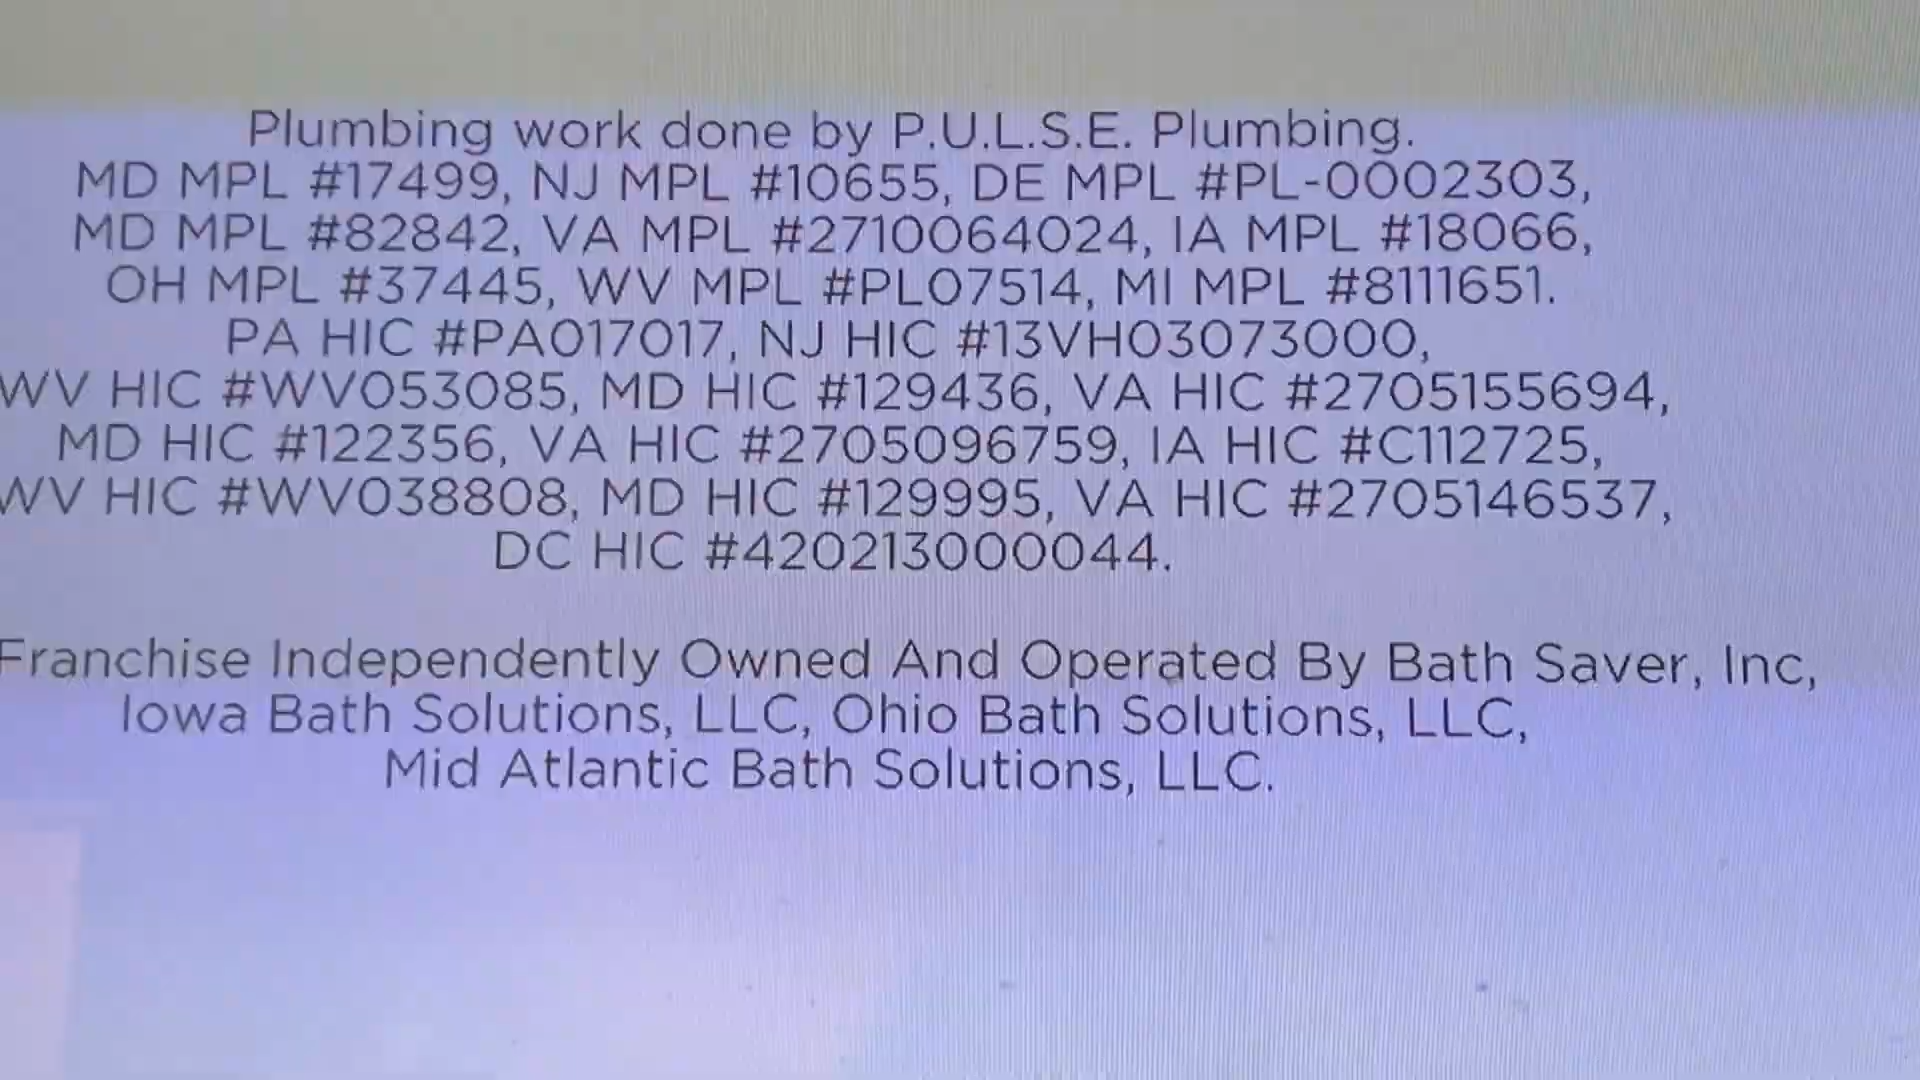 Plumbing work done by P.U.L.S.E. Plumbing.
MD MPL #17499, NJ MPL #10655, DE MPL #PL-0002303,
MD MPL #82842, VA MPL #2710064024, IA MPL #18066,
OH MPL #37445, WV MPL #PL07514, MI MPL #8111651.
PA HIC #PA017017, NJ HIC #13VH03073000,
WV HIC #WV053085, MD HIC #129436, VA HIC #2705155694,
MD HIC #122356, VA HIC #2705096759, IA HIC #C112725,
WV HIC #WV038808, MD HIC #129995, VA HIC #2705146537,
DC HIC #420213000044.
Franchise Independently Owned And Operated By Bath Saver, Inc,
Iowa Bath Solutions, LLC, Ohio Bath Solutions, LLC,
Mid Atlantic Bath Solutions, LLC.